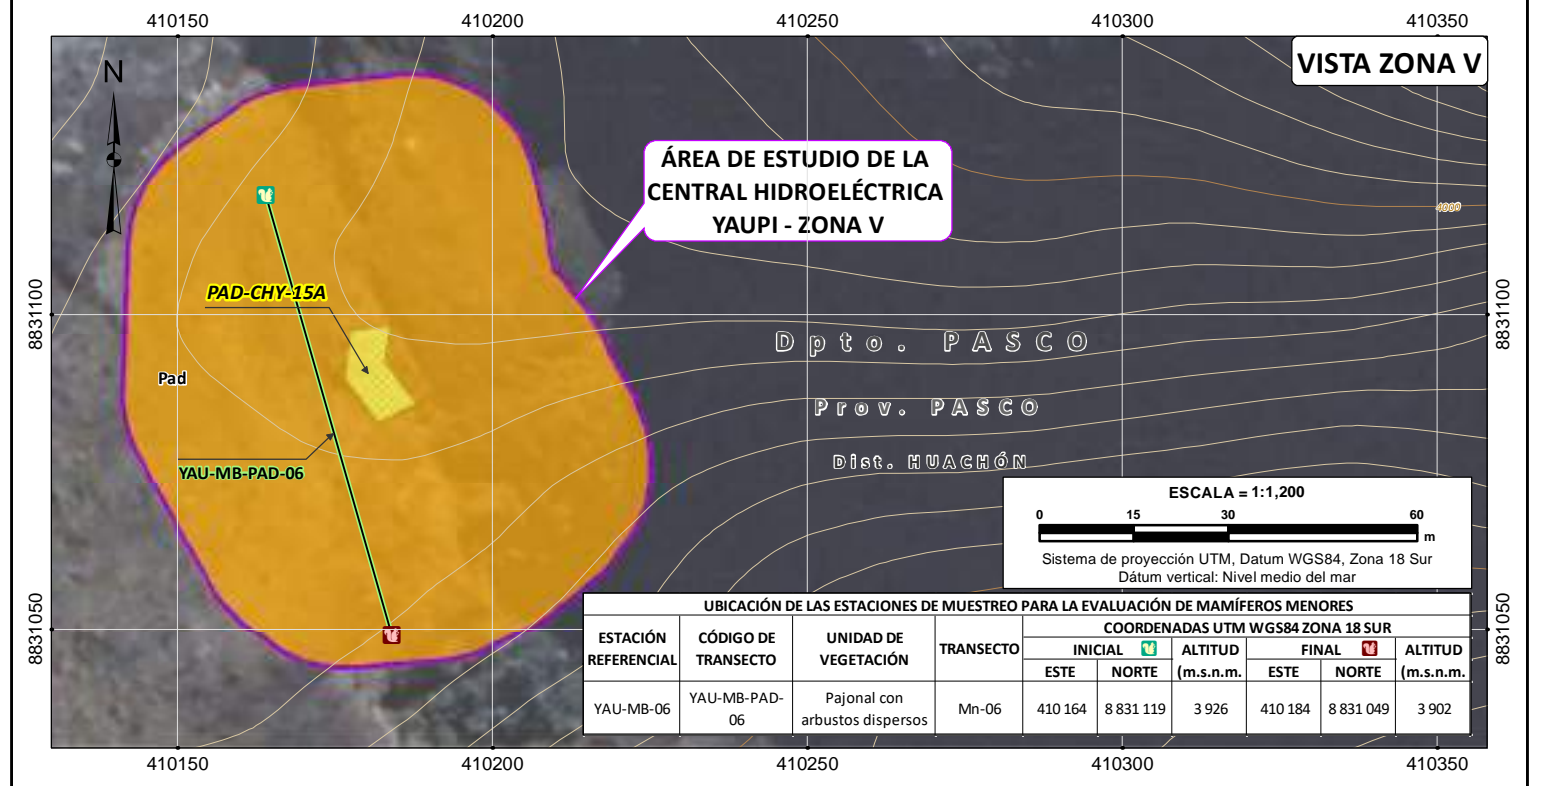 410150 410200 410250 410300 410350
VISTA ZONA V
N
ÁREA DE ESTUDIO DE LA
CENTRAL HIDROELÉCTRICA
YAUPI - ZONA V
4000
PAD-CHY-15A
8831100 8831100
Dpto. PASCO
Pad
Prov. PASCO
Dist. HUACHÓN
YAU-MB-PAD-06
ESCALA = 1:1,200
0 15 30 60
m
Sistema de proyección UTM, Datum WGS84, Zona 18 Sur
Dátum vertical: Nivel medio del mar
8831050 8831050
UBICACIÓN DE LAS ESTACIONES DE MUESTREO PARA LA EVALUACIÓN DE MAMÍFEROS MENORES
ESTACIÓN REFERENCIAL CÓDIGO DE TRANSECTO UNIDAD DE VEGETACIÓN TRANSECTO COORDENADAS UTM WGS84 ZONA 18 SUR
INICIAL ALTITUD (m.s.n.m. FINAL ALTITUD (m.s.n.m.
ESTE NORTE ESTE NORTE
YAU-MB-06 YAU-MB-PAD-06 Pajonal con arbustos dispersos Mn-06 410 164 8 831 119 3 926 410 184 8 831 049 3 902
410150 410200 410250 410300 410350